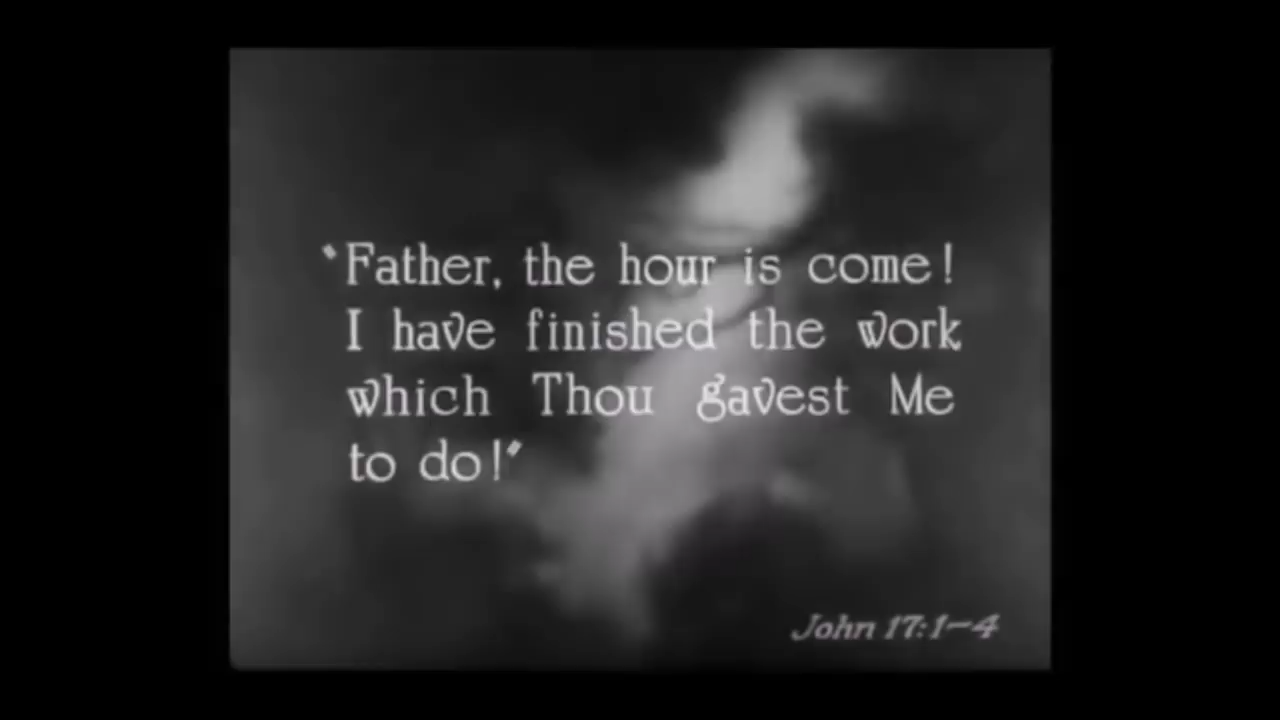 "Father, the hour is come!
I have finished the work
which Thou gavest Me
to do!"
John 17:1-4